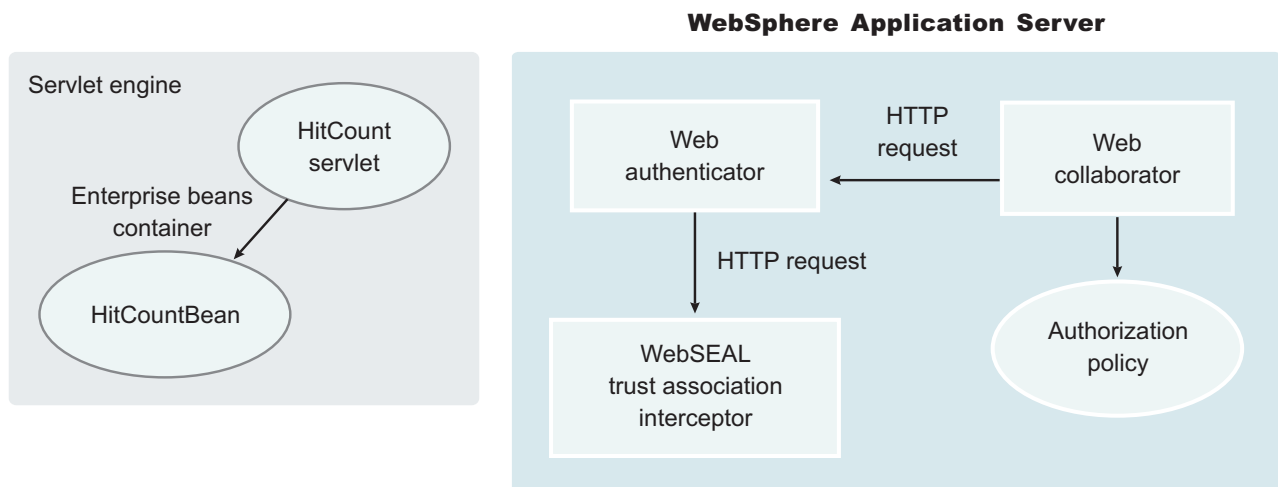 WebSphere Application Server
Servlet engine
HitCount
servlet
Enterprise beans
container
HitCountBean
Web
authenticator
HTTP
request
Web
collaborator
HTTP request
WebSEAL
trust association
interceptor
Authorization
policy